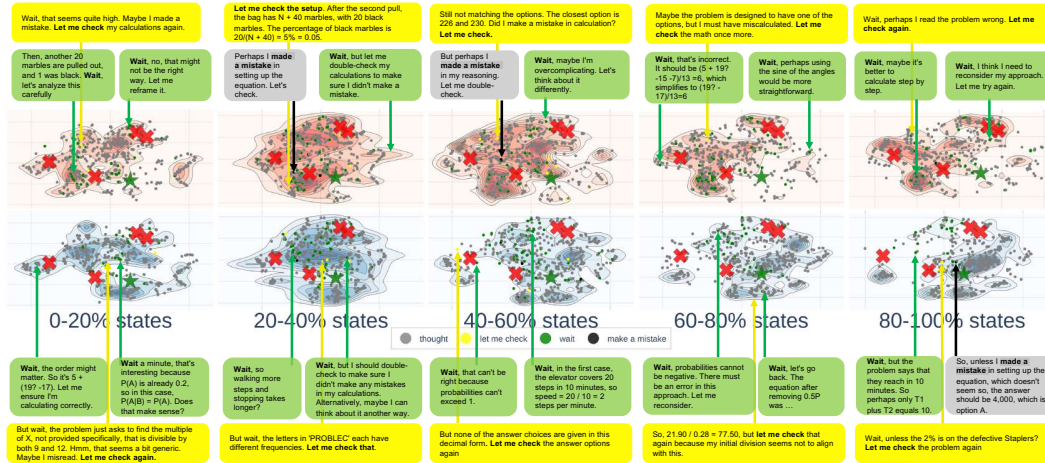 Wait, that seems quite high. Maybe I made a
mistake. Let me check my calculations again.
Let me check the setup. After the second pull,
the bag has N + 40 marbles, with 20 black
marbles. The percentage of black marbles is
20/(N + 40) = 5% = 0.05.
Still not matching the options. The closest option is
226 and 230. Did I make a mistake in calculation?
Let me check.
Maybe the problem is designed to have one of the
options, but I must have miscalculated. Let me
check the math once more.
Wait, perhaps I read the problem wrong. Let me
check again.
Then, another 20
marbles are pulled out,
and 1 was black. Wait,
let's analyze this
carefully
Wait, no, that might
not be the right
way. Let me
reframe it.
Perhaps I made
a mistake in
setting up the
equation. Let's
check.
Wait, but let me
double-check my
calculations to make
sure I didn't make a
mistake.
But perhaps I
made a mistake
in my reasoning.
Let me double-
check.
Wait, maybe I'm
overcomplicating. Let's
think about it
differently.
Wait, that's incorrect.
It should be (5 + 19?
-15 -7)/13 =6, which
simplifies to (19? -
17)/13=6
Wait, perhaps using
the sine of the angles
would be more
straightforward.
Wait, maybe it's
better to
calculate step by
step.
Wait, I think I need to
reconsider my approach.
Let me try again.
0-20% states
20-40% states
40-60% states
60-80% states
80-100% states
thought
let me check
wait
make a mistake
Wait, the order might
matter. So it's 5 +
(19? -17). Let me
ensure I'm
calculating correctly.
Wait a minute, that's
interesting because
P(A) is already 0.2,
so in this case,
P(A|B) = P(A). Does
that make sense?
Wait, so
walking more
steps and
stopping takes
longer?
Wait, but I should double-
check to make sure I
didn't make any mistakes
in my calculations.
Alternatively, maybe I can
think about it another way.
Wait, that can't be
right because
probabilities can't
exceed 1.
Wait, in the first case,
the elevator covers 20
steps in 10 minutes, so
speed = 20 / 10 = 2
steps per minute.
Wait, probabilities cannot
be negative. There must
be an error in this
approach. Let me
reconsider.
Wait, let's go
back. The
equation after
removing 0.5P
was ...
Wait, but the
problem says that
they reach in 10
minutes. So
perhaps only T1
plus T2 equals 10.
So, unless I made a
mistake in setting up the
equation, which doesn't
seem so, the answer
should be 4,000, which is
option A.
But wait, the problem just asks to find the multiple
of X, not provided specifically, that is divisible by
both 9 and 12. Hmm, that seems a bit generic.
Maybe I misread. Let me check again.
But wait, the letters in 'PROBLEC' each have
different frequencies. Let me check that.
But none of the answer choices are given in this
decimal form. Let me check the answer options
again
So, 21.90 / 0.28 = 77.50, but let me check that
again because my initial division seems not to align
with this.
Wait, unless the 2% is on the defective Staplers?
Let me check the problem again